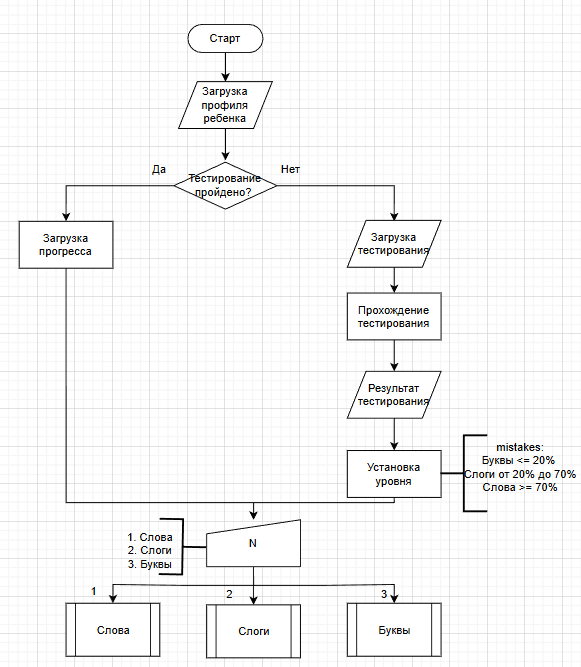 Старт
Загрузка
профиля
ребенка
Да
Тестирование
пройдено?
Нет
Загрузка
прогресса
Загрузка
тестирования
Прохождение
тестирования
Результат
тестирования
Установка
уровня
mistakes:
Буквы <= 20%
Слоги от 20% до 70%
Слова >= 70%
1. Слова
2. Слоги
3. Буквы
N
1
2
3
Слова
Слоги
Буквы